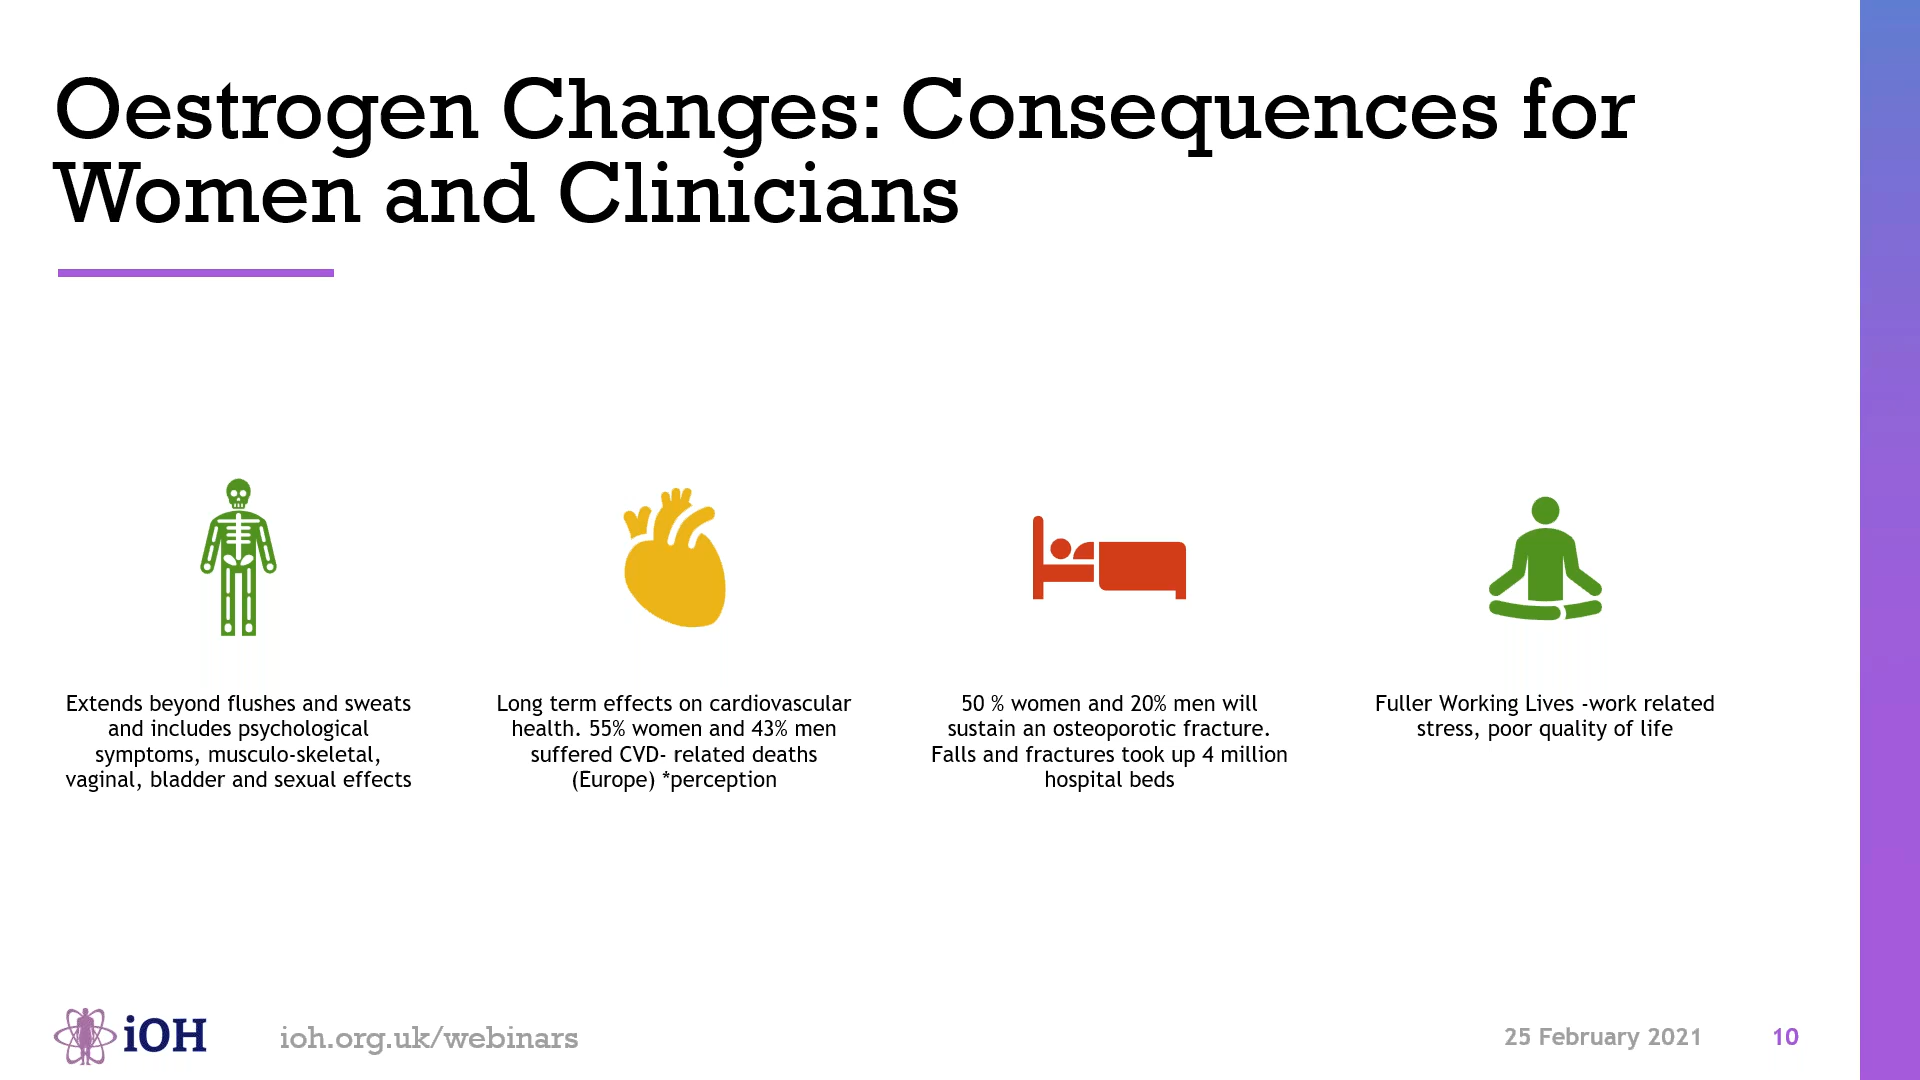 Oestrogen Changes: Consequences for
Women and Clinicians
Extends beyond flushes and sweats
and includes psychological
symptoms, musculo-skeletal,
vaginal, bladder and sexual effects
Long term effects on cardiovascular
health. 55% women and 43% men
suffered CVD- related deaths
(Europe) *perception
50 % women and 20% men will
sustain an osteoporotic fracture.
Falls and fractures took up 4 million
hospital beds
Fuller Working Lives -work related
stress, poor quality of life
iOH
ioh.org.uk/webinars
25 February 2021
10